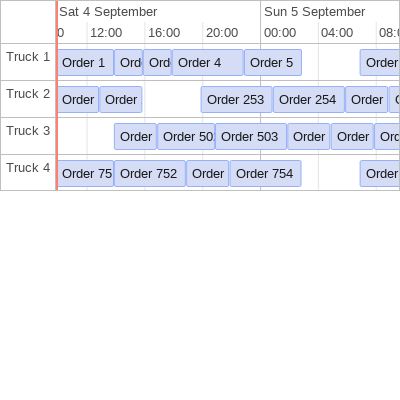 Sat 4 September Sun 5 September
0 12:00 16:00 20:00 00:00 04:00 08:
Truck 1 Order 1 Ord Ord Order 4 Order 5 Order
Truck 2 Order Order Order 253 Order 254 Order
Truck 3 Order Order 50 Order 503 Order Order Ord
Truck 4 Order 75 Order 752 Order Order 754 Order